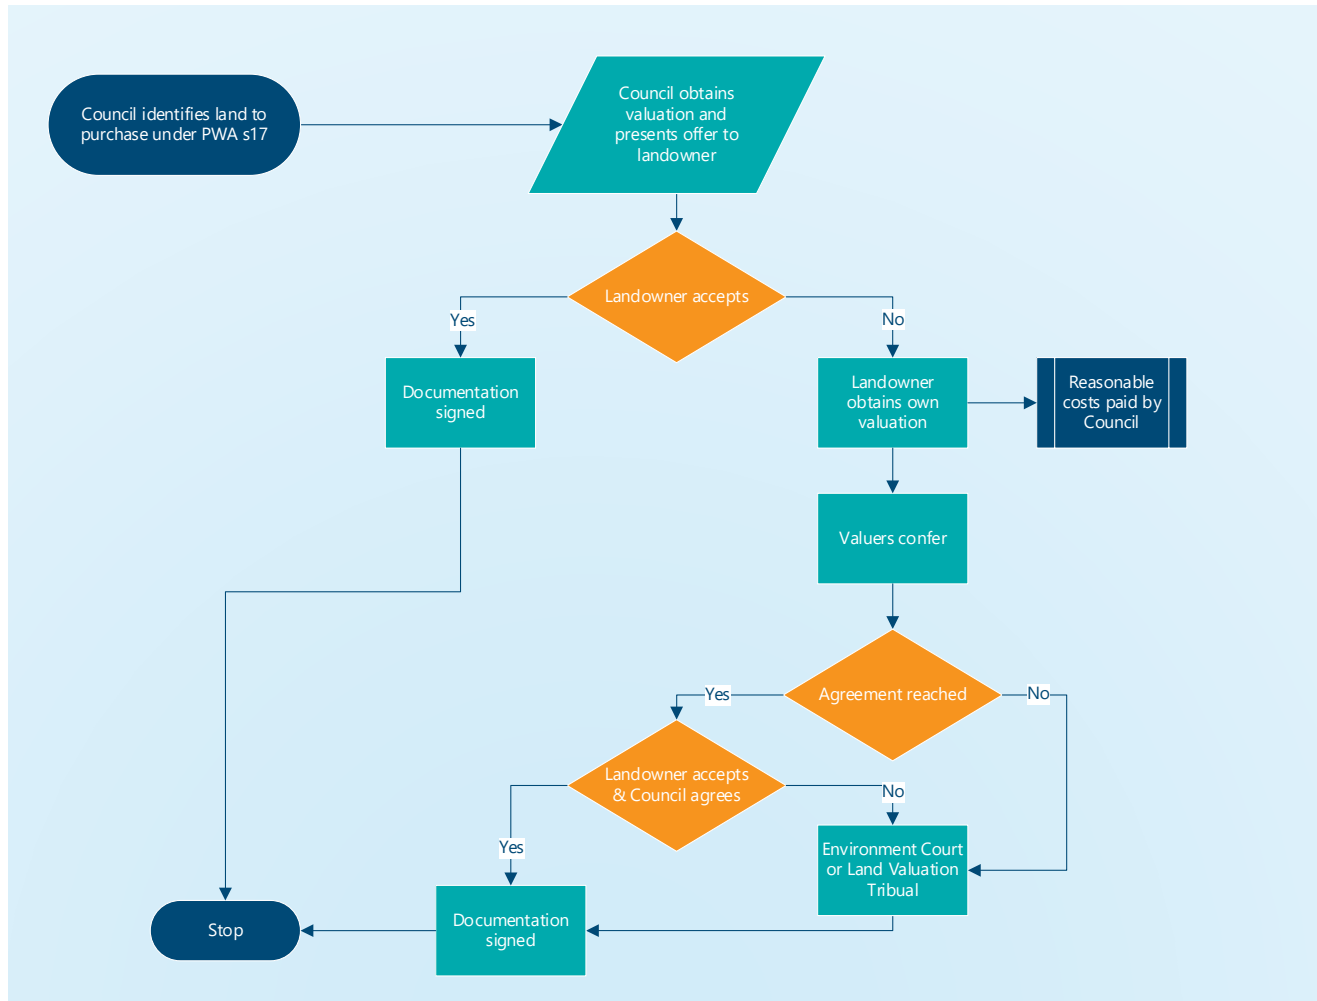 Council identifies land to
purchase under PWA s17
Council obtains
valuation and
presents offer to
landowner
Landowner accepts
Yes
No
Documentation
signed
Landowner
obtains own
valuation
Reasonable
costs paid by
Council
Valuers confer
Agreement reached
Yes
No
Landowner accepts
& Council agrees
No
Yes
Environment Court
or Land Valuation
Tribual
Documentation
signed
Stop